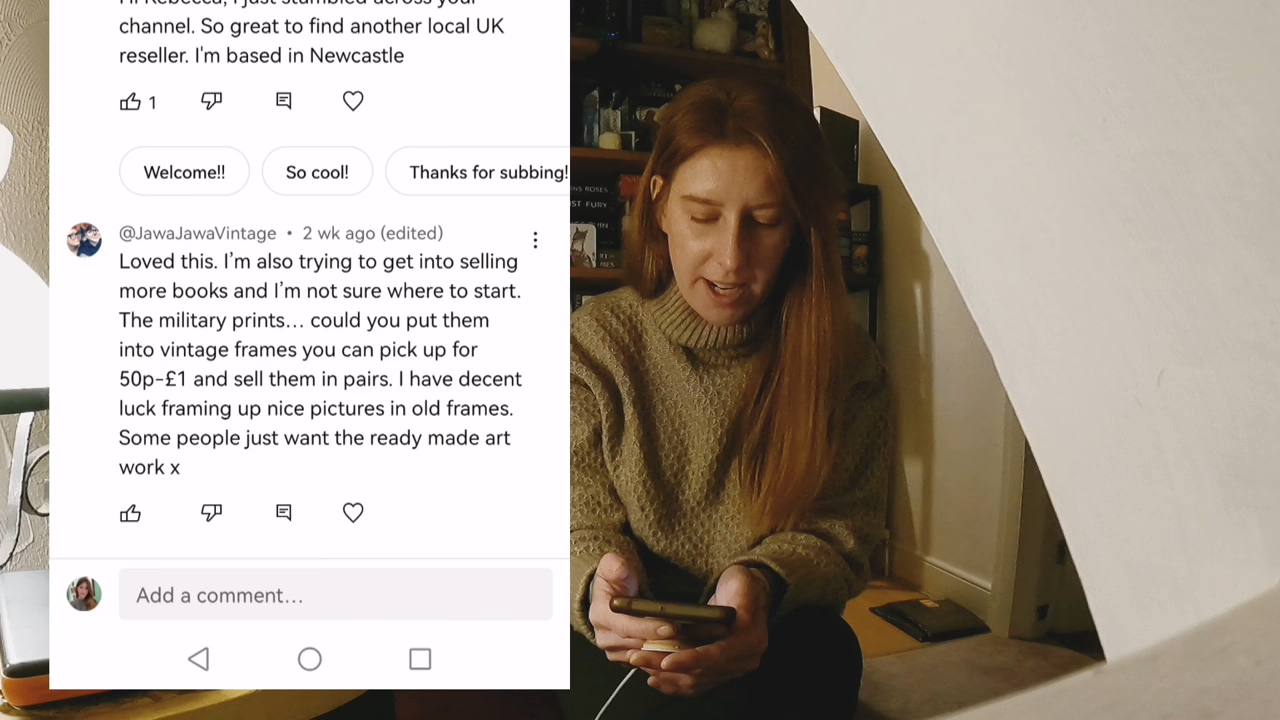 channel. So great to find another local UK
reseller. I'm based in Newcastle
1
Welcome!!
So cool!
Thanks for subbing!
@JawaJawaVintage • 2 wk ago (edited)
Loved this. I’m also trying to get into selling
more books and I’m not sure where to start.
The military prints… could you put them
into vintage frames you can pick up for
50p-£1 and sell them in pairs. I have decent
luck framing up nice pictures in old frames.
Some people just want the ready made art
work x
Add a comment…
ROSES
FURY